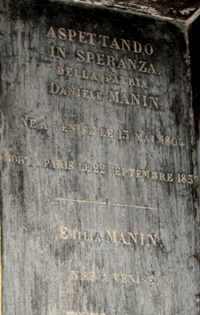 ASPETTANDO
IN SPERANZA
DELLA PATRIA
DANIELE MANIN
NÉ A VENISE LE 13 MAI 1804
MORT A PARIS LE 22 SEPTEMBRE 185
EMILIA MANIN
NÉE A VENISE